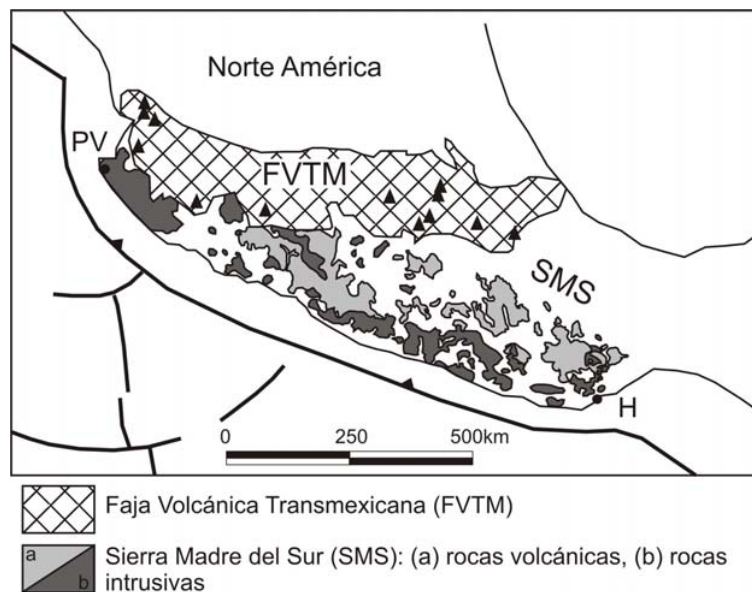 Norte América
PV
FVTM
SMS
H
0 250 500km
Faja Volcánica Transmexicana (FVTM)
a
b
Sierra Madre del Sur (SMS): (a) rocas volcánicas, (b) rocas
intrusivas